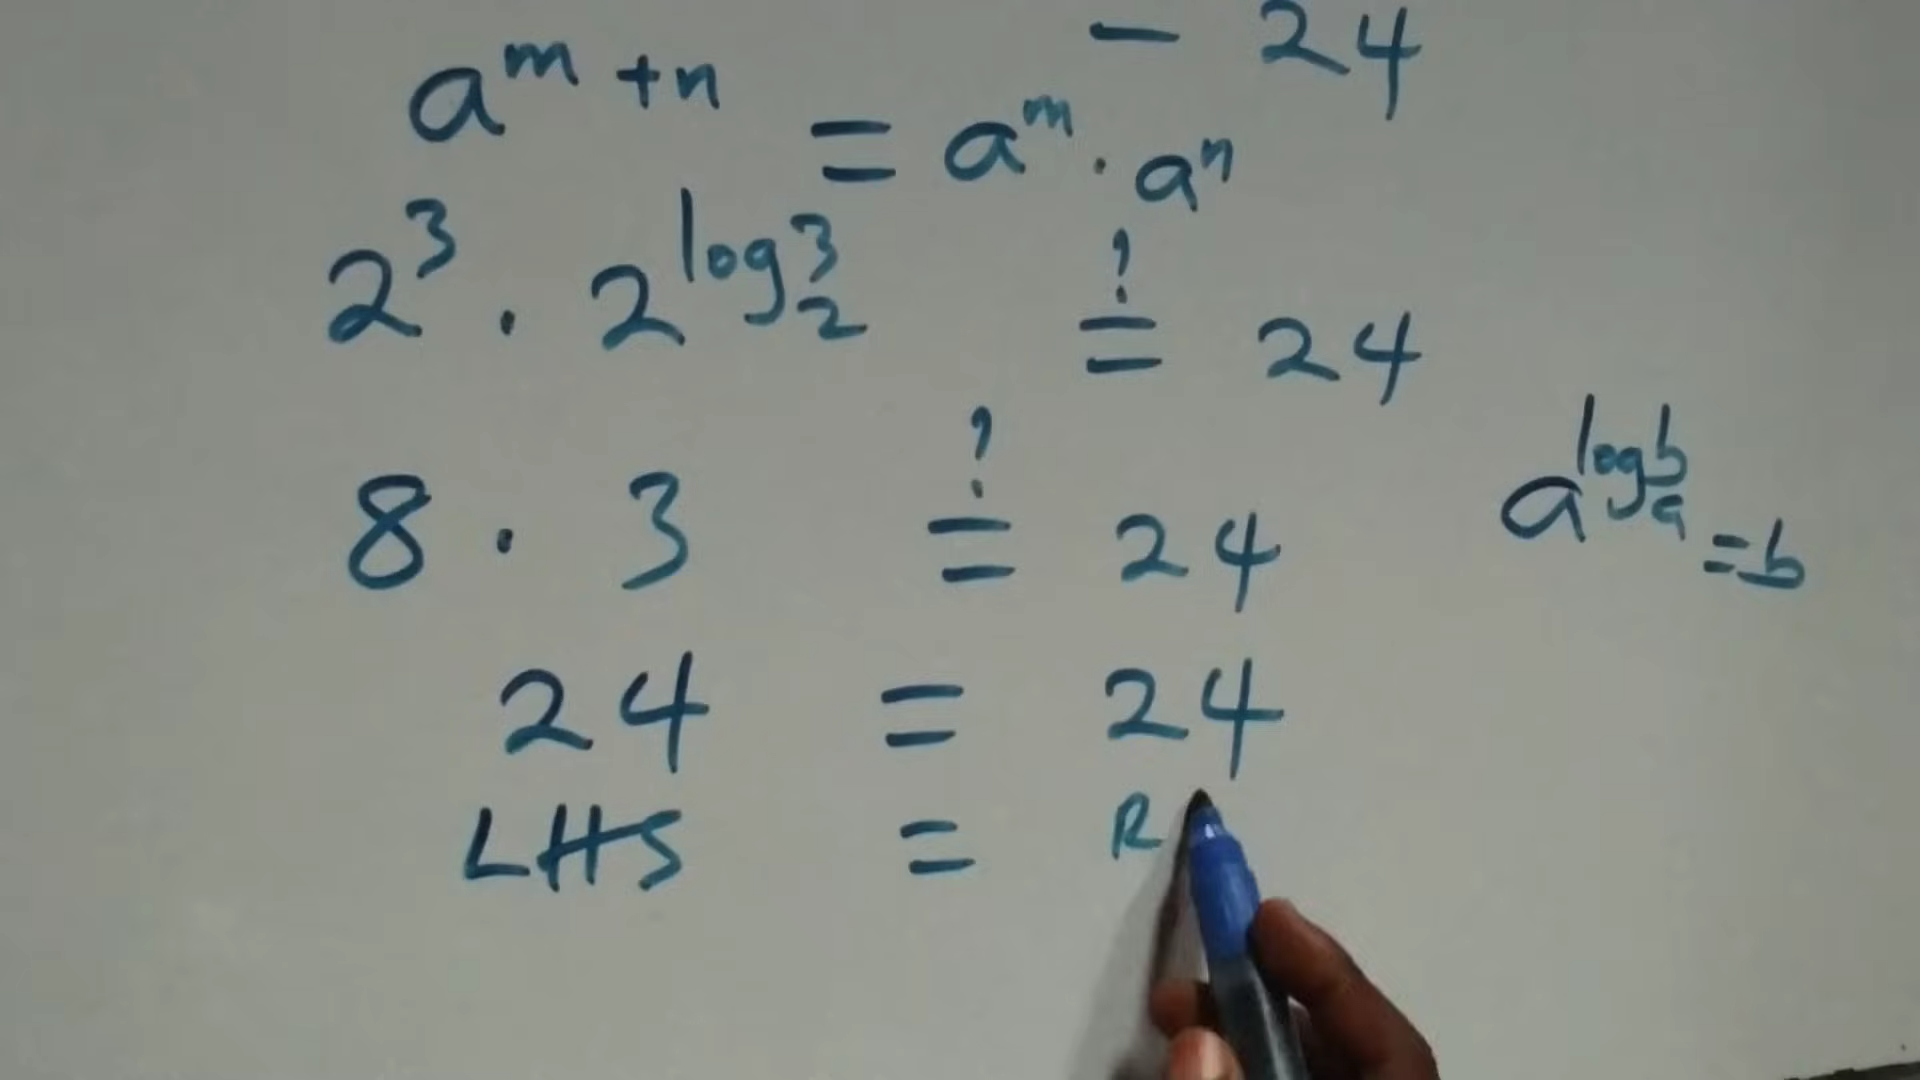 − 24
a^{m+n} = a^m · a^n
2^3 · 2^{log_2 3} ?= 24
8 · 3 ?= 24
a^{log_a b} = b
24 = 24
LHS = R